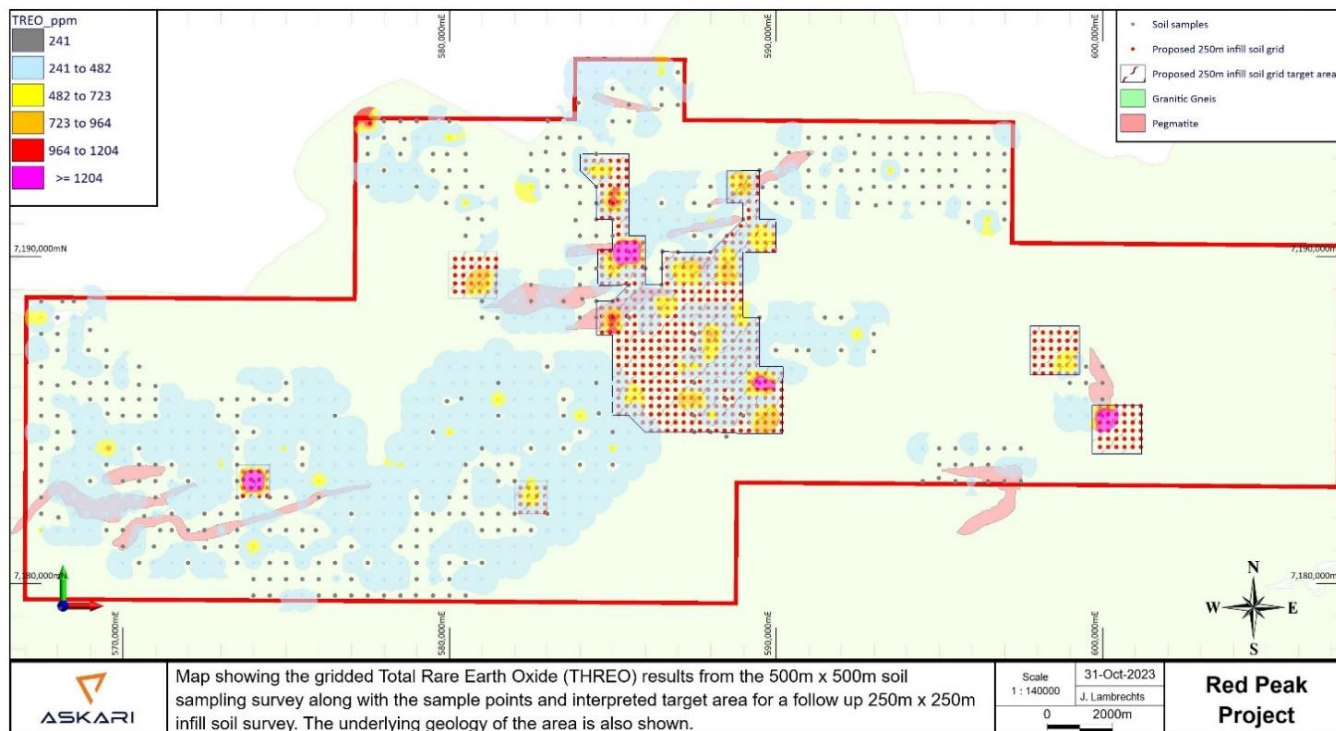 TREO_ppm
241
241 to 482
482 to 723
723 to 964
964 to 1204
>= 1204
580,000mE
590,000mE
600,000mE
Soil samples
Proposed 250m infill soil grid
Proposed 250m infill soil grid target area
Granitic Gneis
Pegmatite
7,190,000mN
7,190,000mN
7,180,000mN
7,180,000mN
570,000mE
580,000mE
590,000mE
600,000mE
N
W E
S
ASKARI
Map showing the gridded Total Rare Earth Oxide (THREO) results from the 500m x 500m soil
sampling survey along with the sample points and interpreted target area for a follow up 250m x 250m
infill soil survey. The underlying geology of the area is also shown.
Scale
1 : 140000
31-Oct-2023
J. Lambrechts
0 2000m
Red Peak
Project